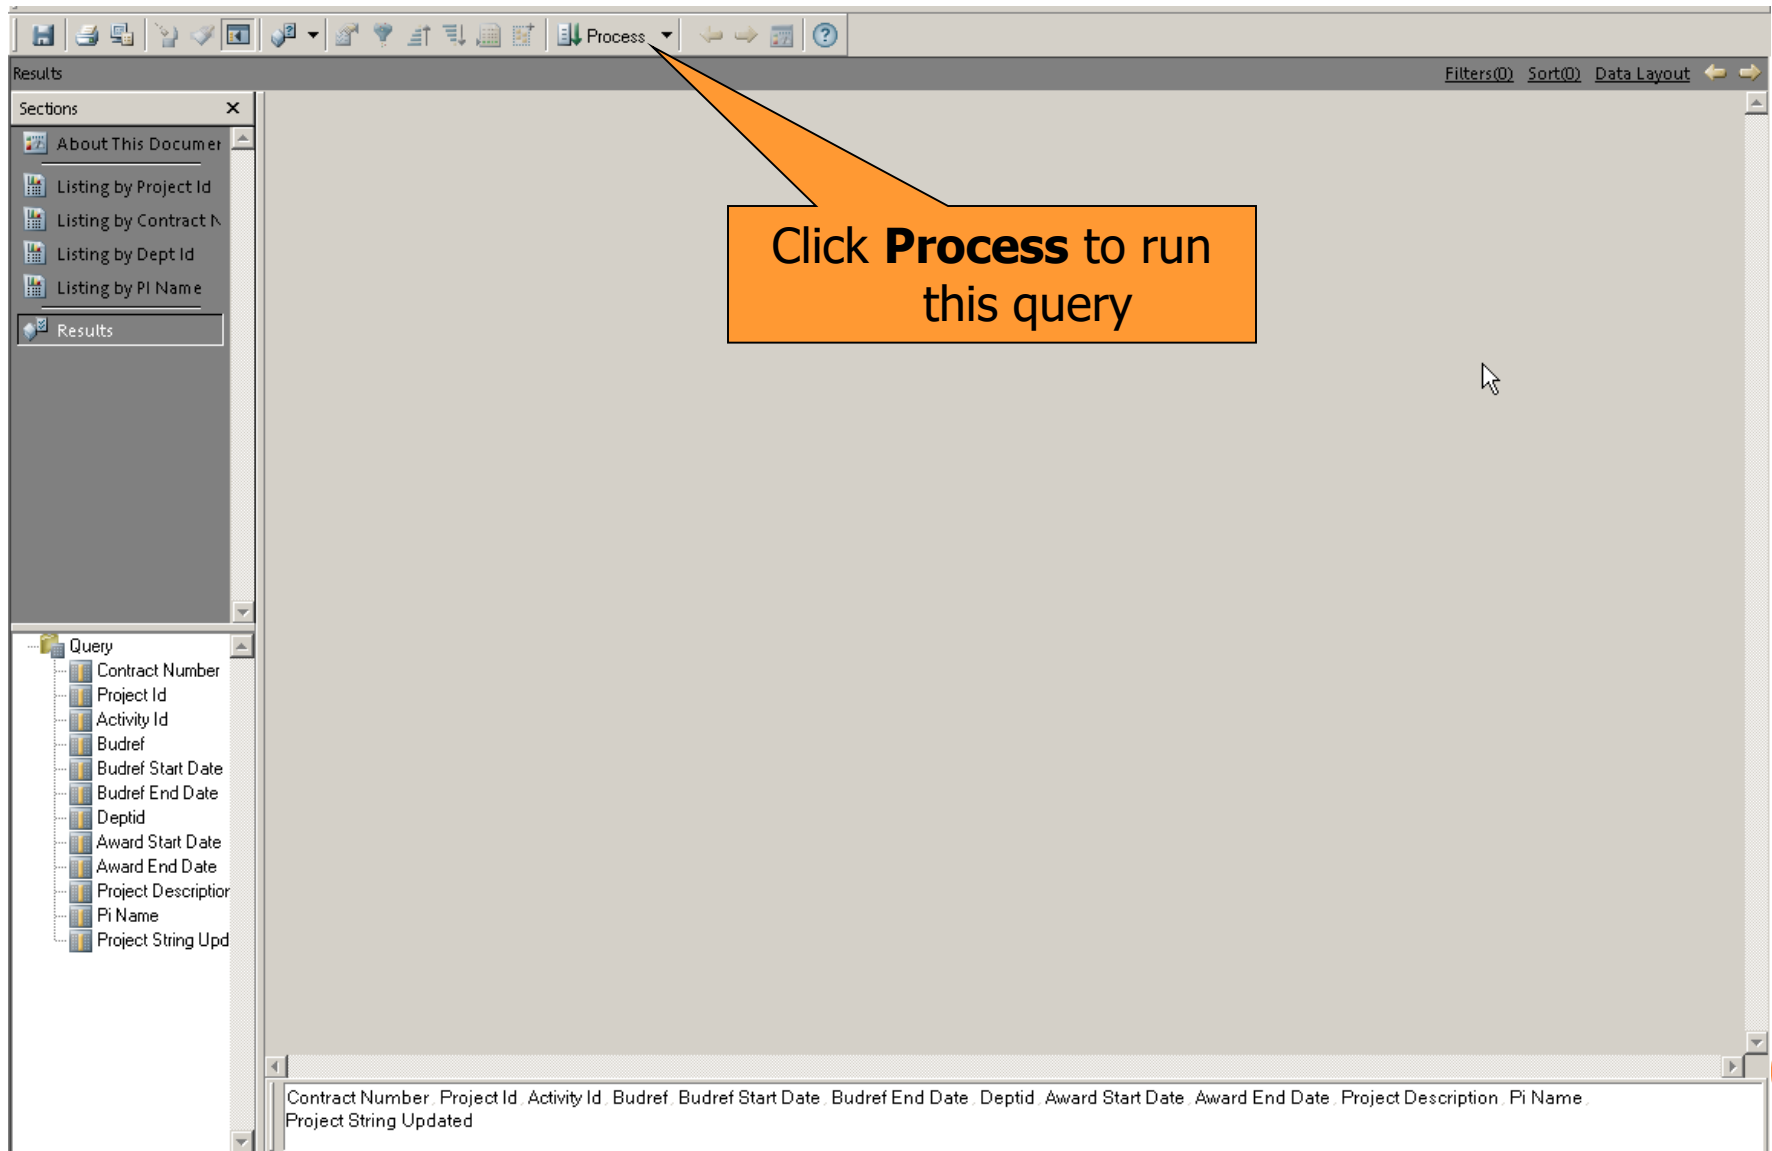 Process
Results
Filters(0) Sort(0) Data Layout
Sections
About This Documer
Listing by Project Id
Listing by Contract N
Listing by Dept Id
Listing by PI Name
Results
Click Process to run
this query
Query
Contract Number
Project Id
Activity Id
Budref
Budref Start Date
Budref End Date
Deptid
Award Start Date
Award End Date
Project Description
Pi Name
Project String Upd
Contract Number, Project Id, Activity Id, Budref, Budref Start Date, Budref End Date, Deptid, Award Start Date, Award End Date, Project Description, Pi Name,
Project String Updated